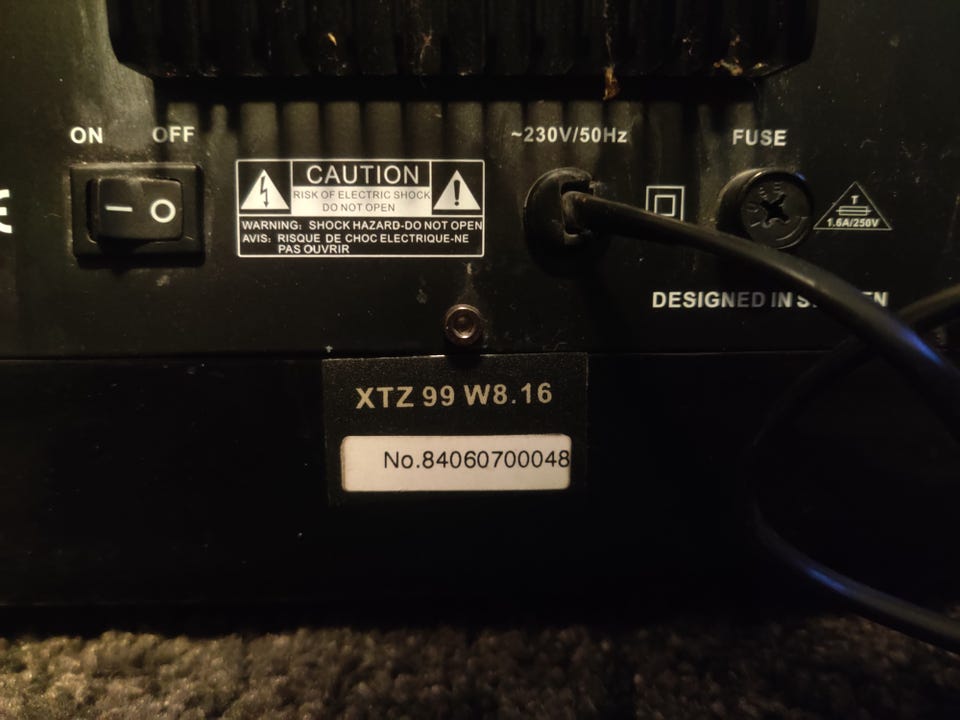 ON OFF
~230V/50Hz
FUSE
CAUTION
RISK OF ELECTRIC SHOCK
DO NOT OPEN
WARNING: SHOCK HAZARD-DO NOT OPEN
AVIS: RISQUE DE CHOC ELECTRIQUE-NE
PAS OUVRIR
T
1.6A/250V
DESIGNED IN
XTZ 99 W8.16
No.84060700048